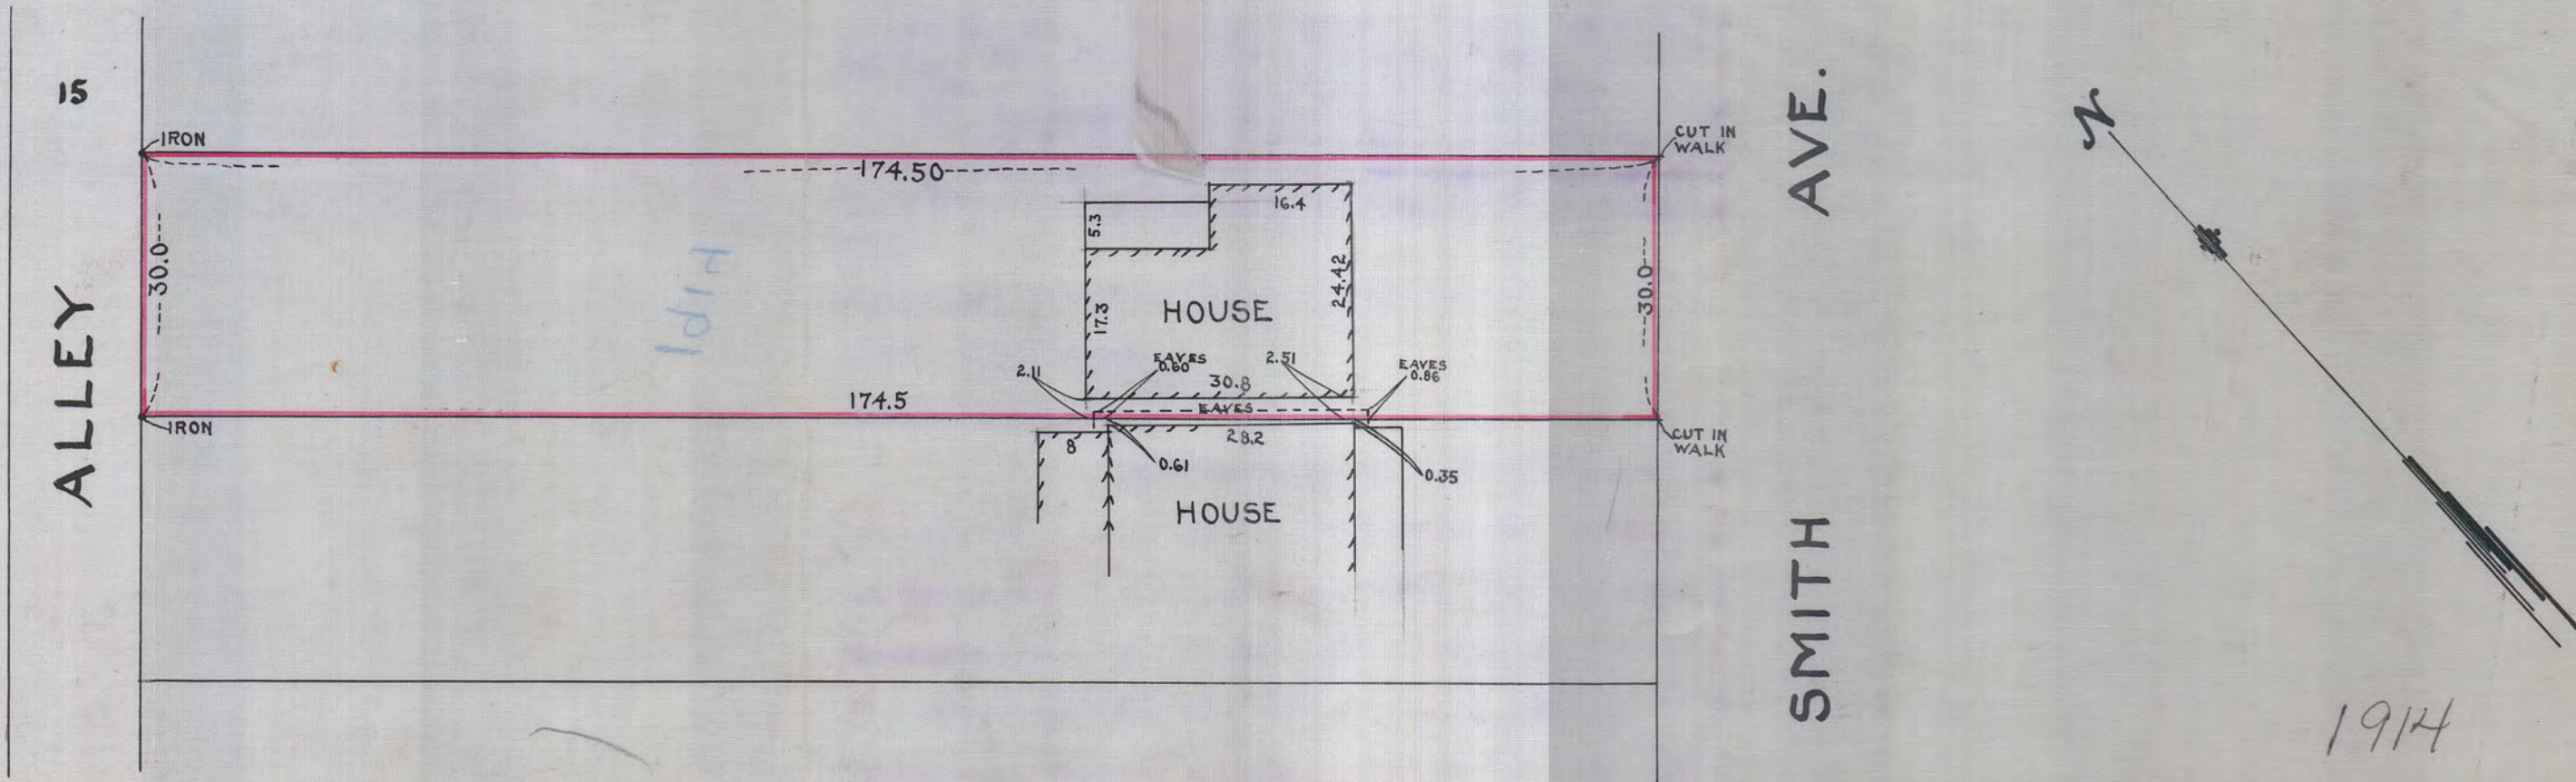 15
ALLEY
IRON
IRON
30.0
174.50
174.5
CUT IN
WALK
CUT IN
WALK
30.0
5.3
16.4
24.42
17.3
HOUSE
2.11
EAVES
0.60
2.51
EAVES
0.86
30.8
EAVES
28.2
8
0.61
0.35
HOUSE
SMITH AVE.
N
1914